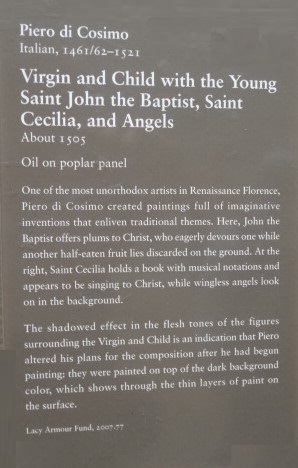 Piero di Cosimo
Italian, 1461/62–1521
Virgin and Child with the Young
Saint John the Baptist, Saint
Cecilia, and Angels
About 1505
Oil on poplar panel
One of the most unorthodox artists in Renaissance Florence,
Piero di Cosimo created paintings full of imaginative
inventions that enliven traditional themes. Here, John the
Baptist offers plums to Christ, who eagerly devours one while
another half-eaten fruit lies discarded on the ground. At the
right, Saint Cecilia holds a book with musical notations and
appears to be singing to Christ, while wingless angels look
on in the background.
The shadowed effect in the flesh tones of the figures
surrounding the Virgin and Child is an indication that Piero
altered his plans for the composition after he had begun
painting: they were painted on top of the dark background
color, which shows through the thin layers of paint on
the surface.
Lacy Armour Fund, 2007.77